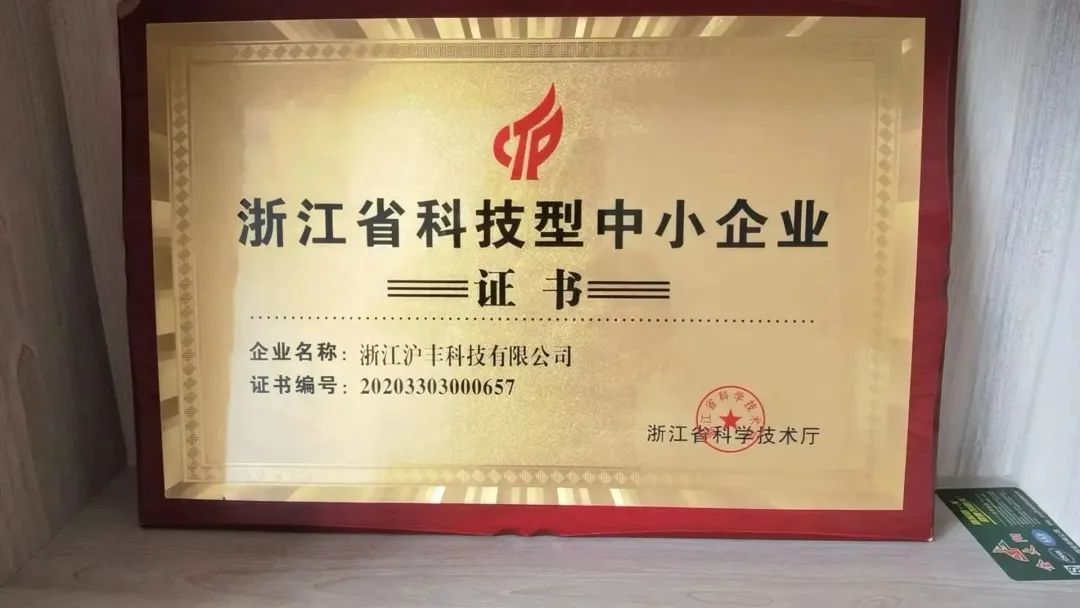 CTP
浙江省科技型中小企业
证 书
企业名称：浙江沪丰科技有限公司
证书编号：20203303000657
浙江省科学技术厅